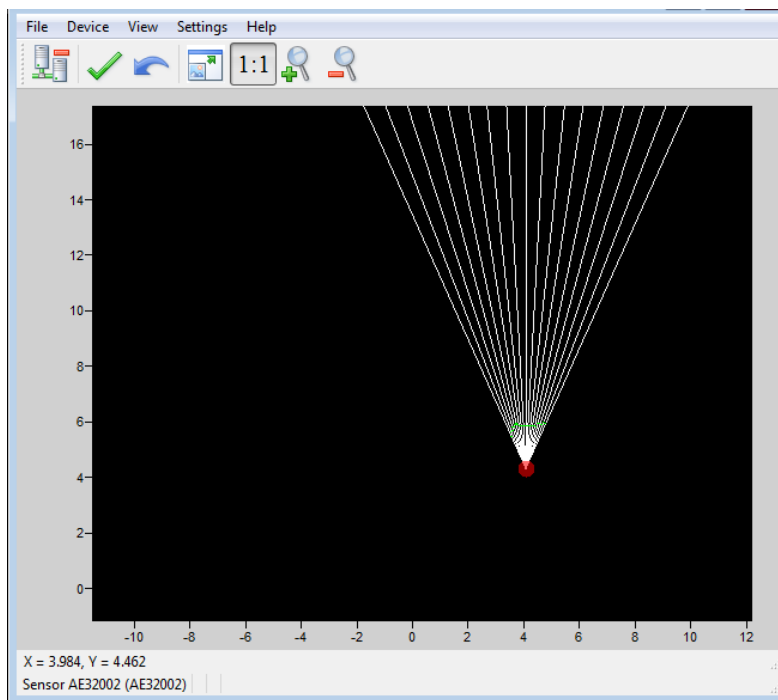 File Device View Settings Help
1:1
16
14
12
10
8
6
4
2
0
-10 -8 -6 -4 -2 0 2 4 6 8 10 12
X = 3.984, Y = 4.462
Sensor AE32002 (AE32002)